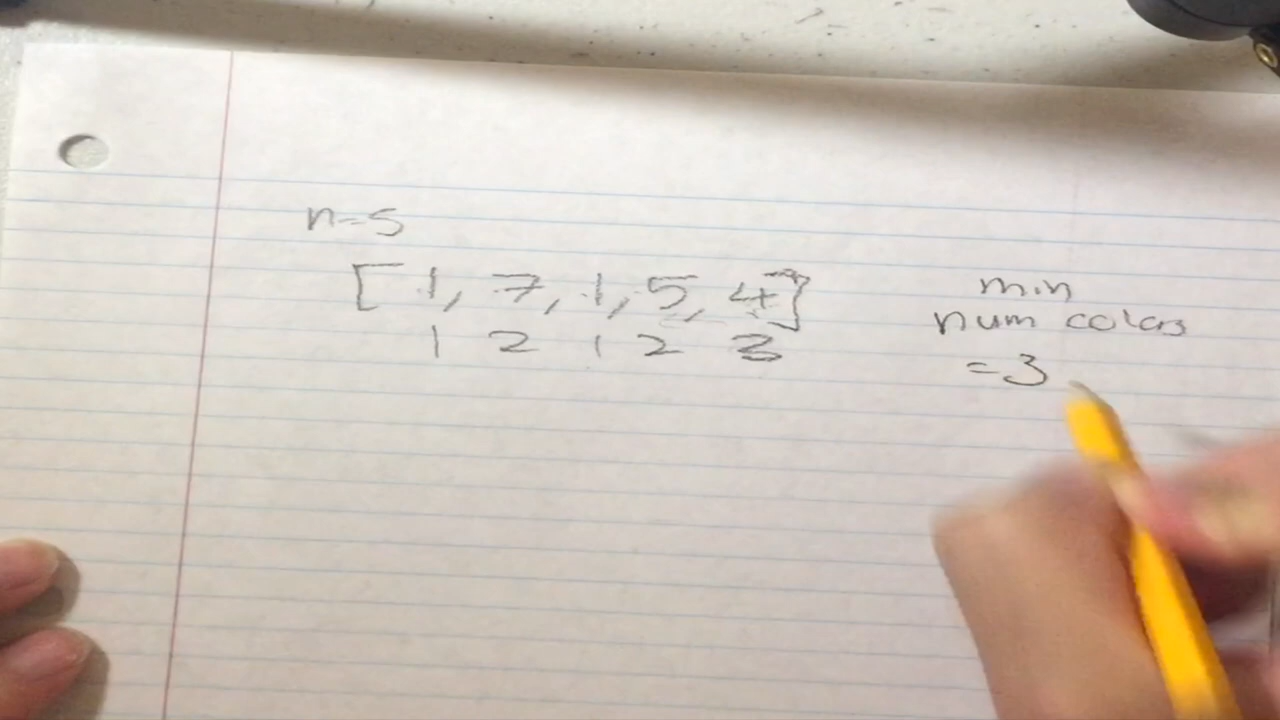 n=5
[ 1, 7, 1, 5, 4]
1 2 1 2 3
min
num colors
=3